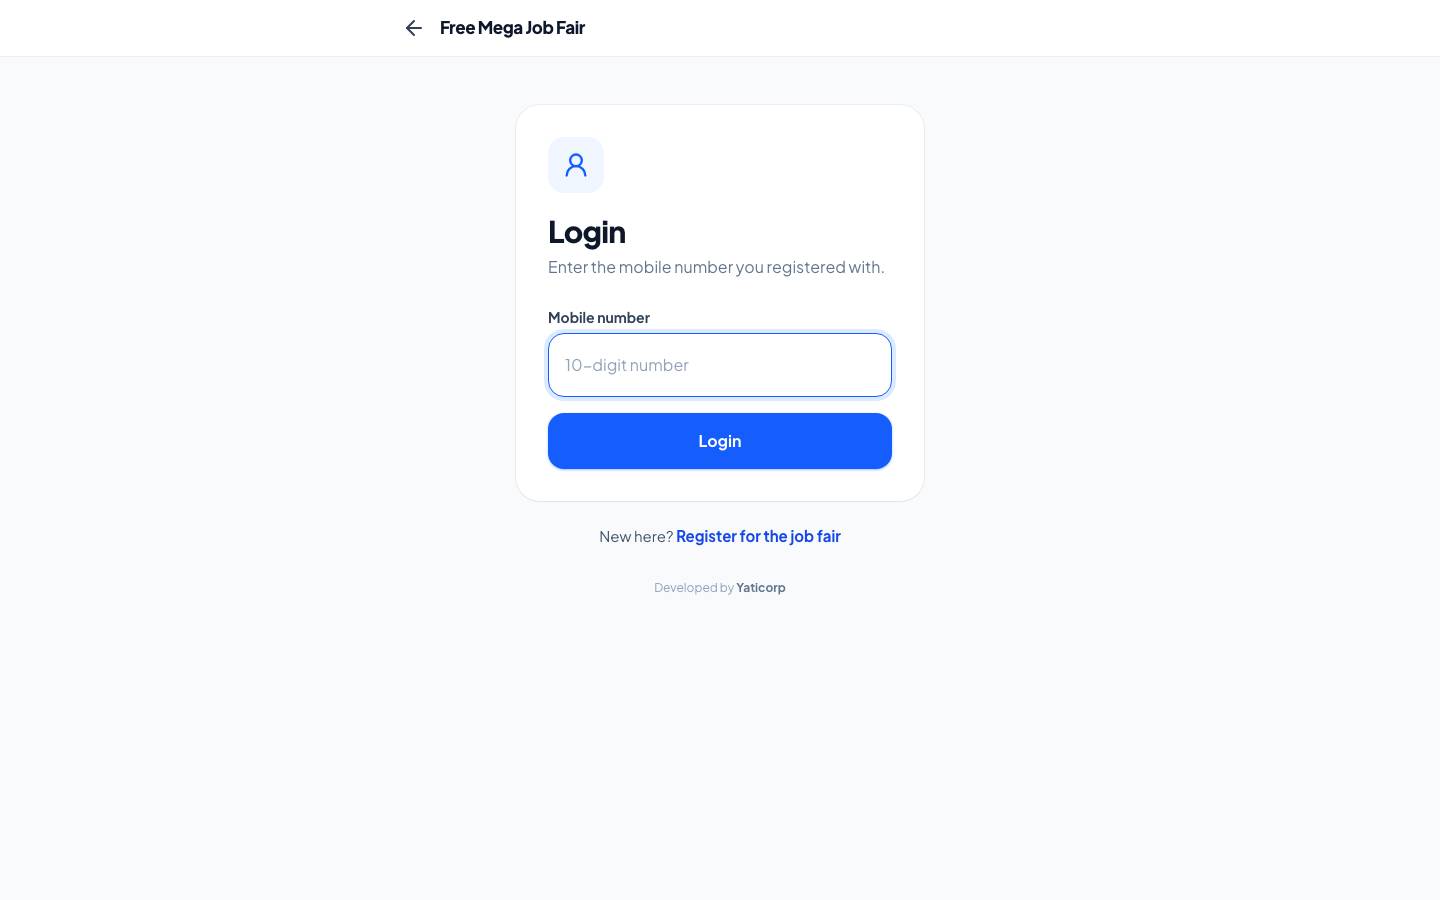 Free Mega Job Fair
Login
Enter the mobile number you registered with.
Mobile number
10-digit number
Login
New here? Register for the job fair
Developed by Yaticorp